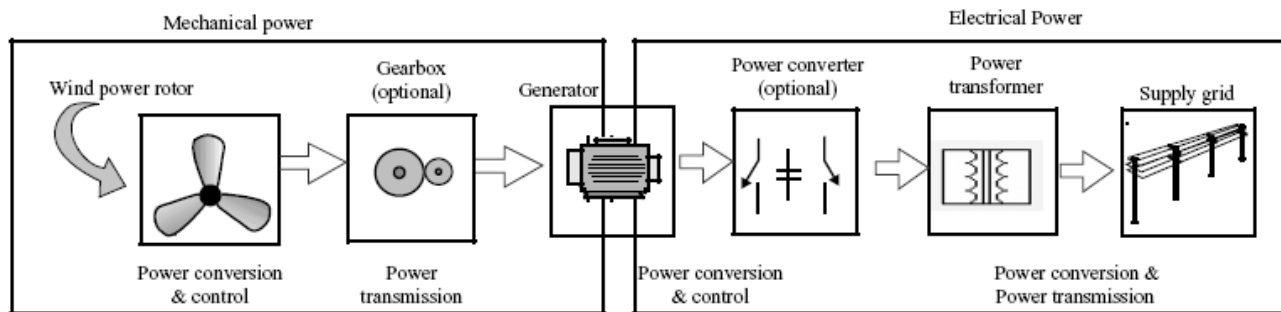 Mechanical power
Electrical Power
Wind power rotor
Gearbox
(optional)
Generator
Power converter
(optional)
Power
transformer
Supply grid
Power conversion
& control
Power
transmission
Power conversion
& control
Power conversion &
Power transmission